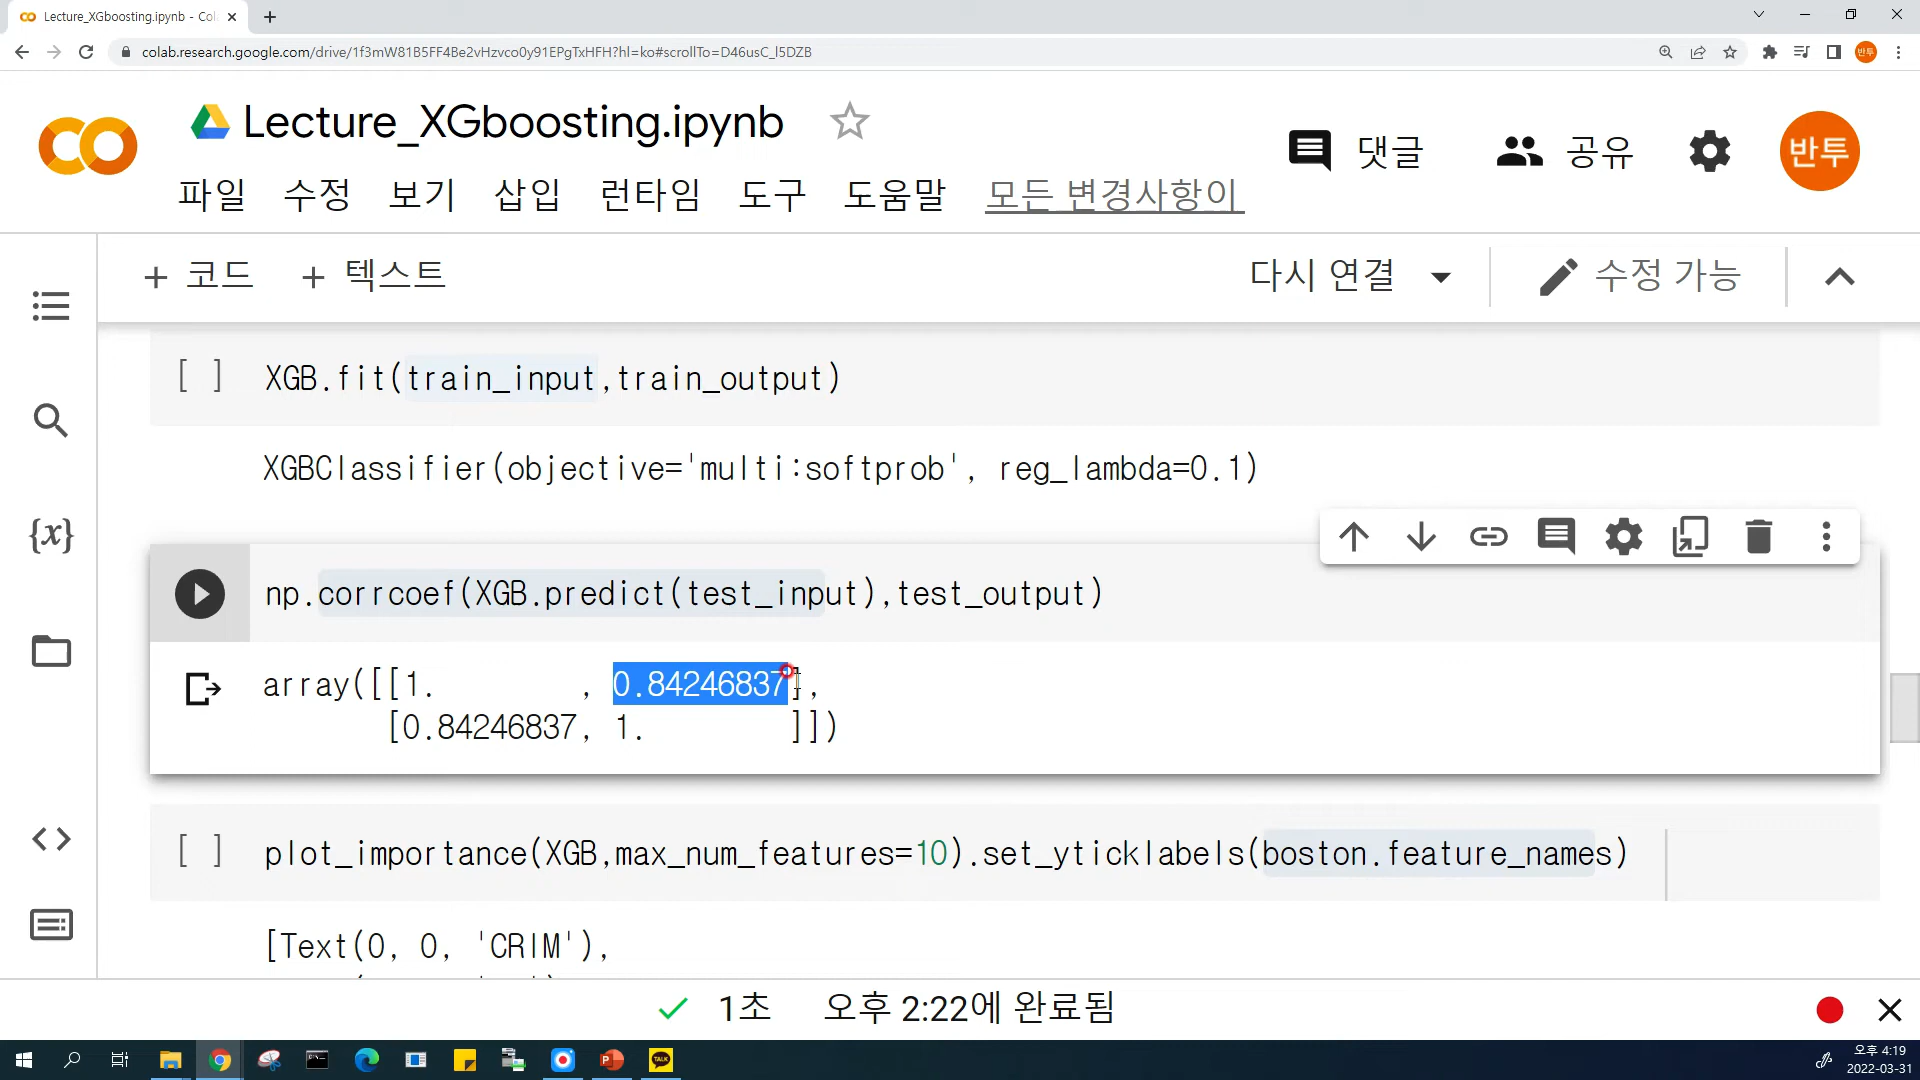 Lecture_XGboosting.ipynb - Col
colab.research.google.com/drive/1f3mW81B5FF4Be2vHzvco0y91EPgTxHFH?hl=ko#scrollTo=D46usC_l5DZB
반투
Lecture_XGboosting.ipynb
댓글
공유
반투
파일 수정 보기 삽입 런타임 도구 도움말 모든 변경사항이
+ 코드 + 텍스트
다시 연결
수정 가능
[ ] XGB.fit(train_input,train_output)
XGBClassifier(objective='multi:softprob', reg_lambda=0.1)
{x}
np.corrcoef(XGB.predict(test_input),test_output)
array([[1. , 0.84246837],
[0.84246837, 1. ]])
[ ] plot_importance(XGB,max_num_features=10).set_yticklabels(boston.feature_names)
[Text(0, 0, 'CRIM'),
1초 오후 2:22에 완료됨
TALK
오후 4:19
2022-03-31